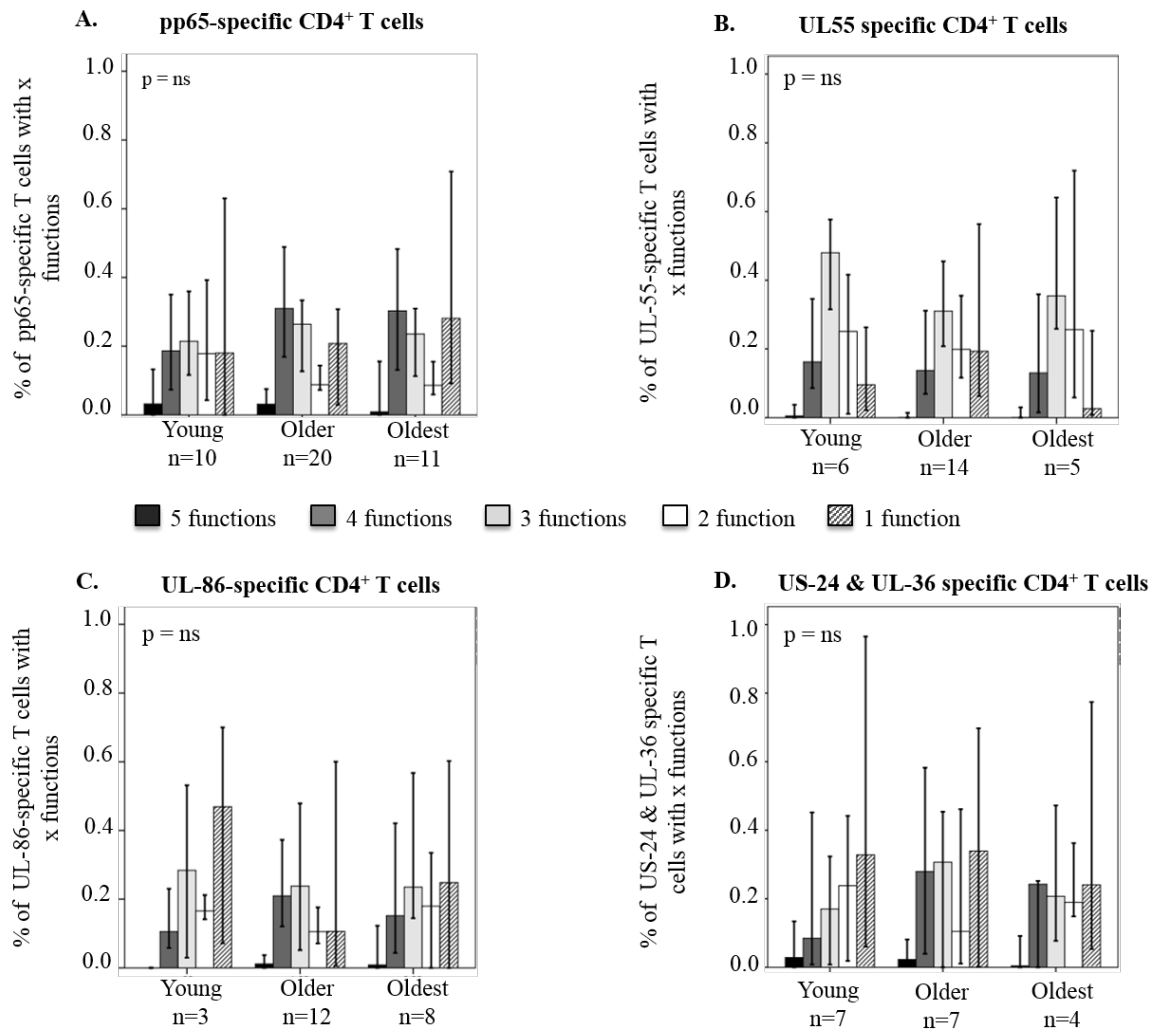 A.
pp65-specific CD4⁺ T cells
% of pp65-specific T cells with x
functions
1.0
0.8
0.6
0.4
0.2
0.0
p = ns
Young
Older
Oldest
n=10
n=20
n=11
B.
UL55 specific CD4⁺ T cells
% of UL-55-specific T cells with
x functions
1.0
0.8
0.6
0.4
0.2
0.0
p = ns
Young
Older
Oldest
n=6
n=14
n=5
5 functions
4 functions
3 functions
2 function
1 function
C.
UL-86-specific CD4⁺ T cells
% of UL-86-specific T cells with
x functions
1.0
0.8
0.6
0.4
0.2
0.0
p = ns
Young
Older
Oldest
n=3
n=12
n=8
D.
US-24 & UL-36 specific CD4⁺ T cells
% of US-24 & UL-36 specific T
cells with x functions
1.0
0.8
0.6
0.4
0.2
0.0
p = ns
Young
Older
Oldest
n=7
n=7
n=4